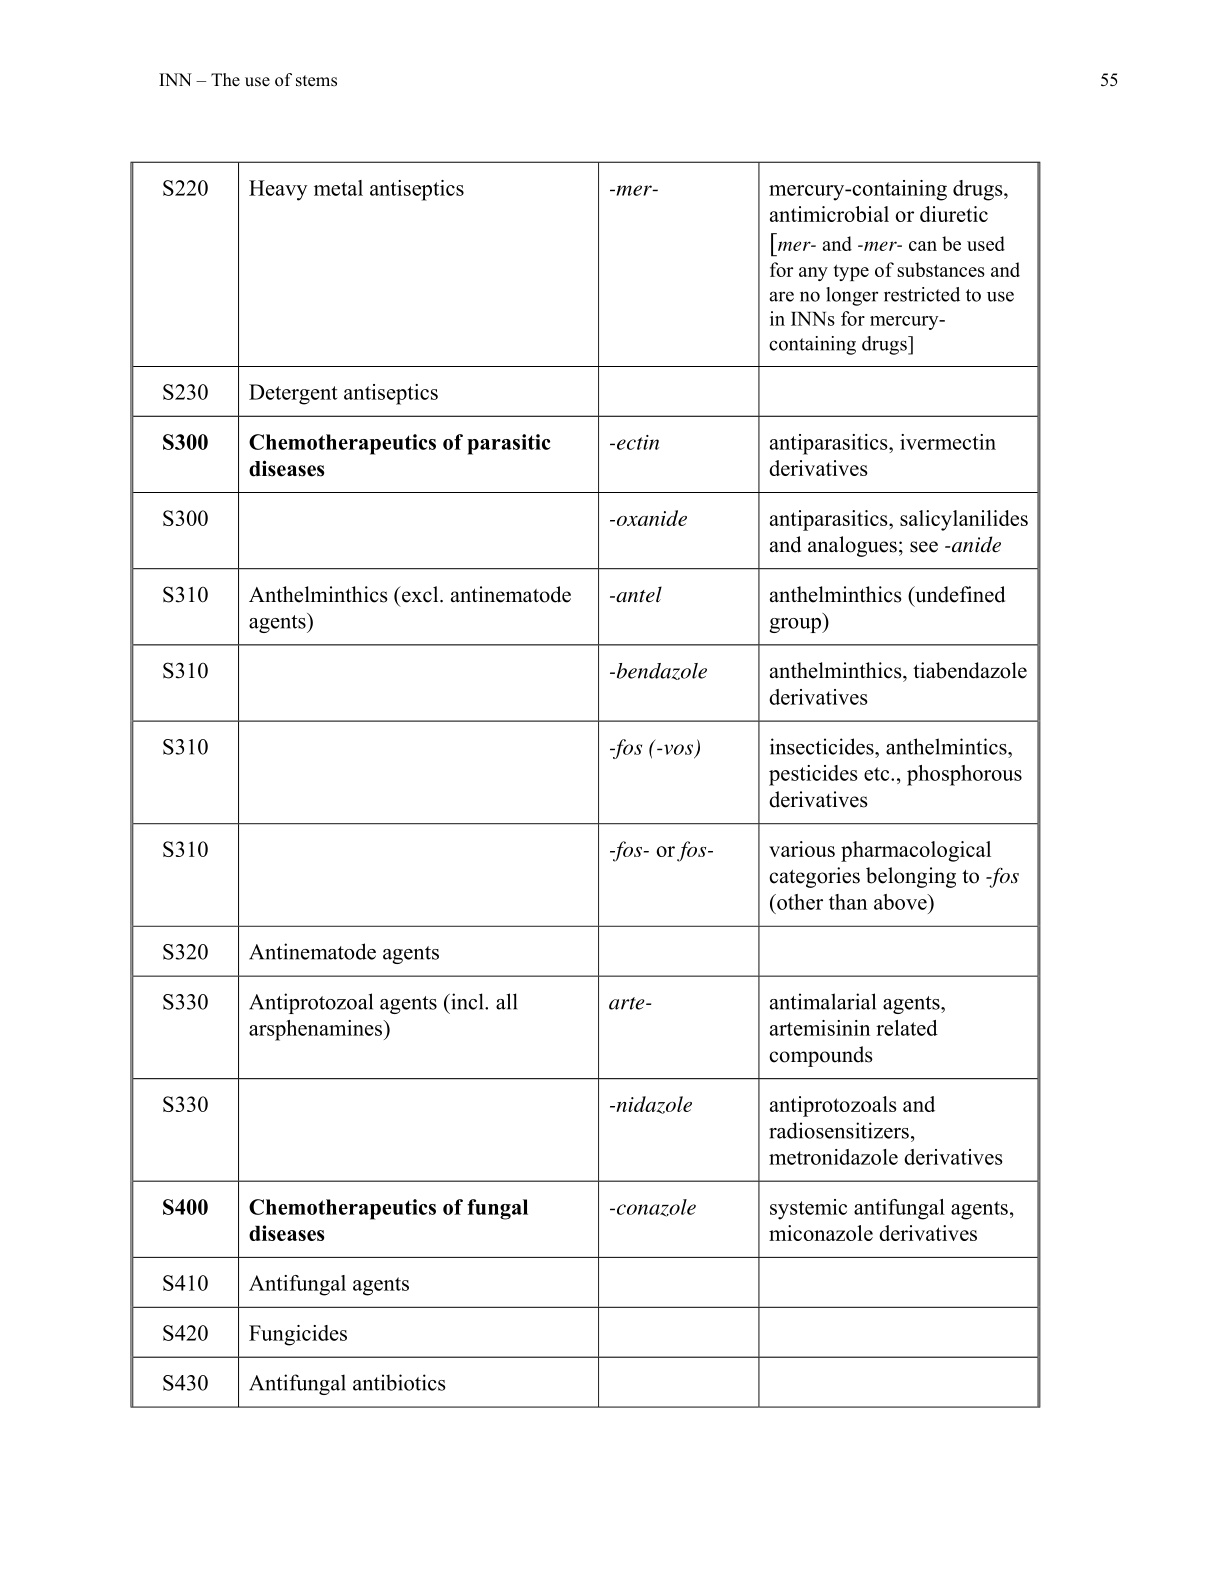 INN – The use of stems 55
S220 Heavy metal antiseptics -mer- mercury-containing drugs,
antimicrobial or diuretic
[mer- and -mer- can be used
for any type of substances and
are no longer restricted to use
in INNs for mercury-
containing drugs]
S230 Detergent antiseptics
S300 Chemotherapeutics of parasitic -ectin antiparasitics, ivermectin
diseases derivatives
S300 -oxanide antiparasitics, salicylanilides
and analogues; see -anide
S310 Anthelminthics (excl. antinematode -antel anthelminthics (undefined
agents) group)
S310 -bendazole anthelminthics, tiabendazole
derivatives
S310 -fos (-vos) insecticides, anthelmintics,
pesticides etc., phosphorous
derivatives
S310 -fos- or fos- various pharmacological
categories belonging to -fos
(other than above)
S320 Antinematode agents
S330 Antiprotozoal agents (incl. all arte- antimalarial agents,
arsphenamines) artemisinin related
compounds
S330 -nidazole antiprotozoals and
radiosensitizers,
metronidazole derivatives
S400 Chemotherapeutics of fungal -conazole systemic antifungal agents,
diseases miconazole derivatives
S410 Antifungal agents
S420 Fungicides
S430 Antifungal antibiotics